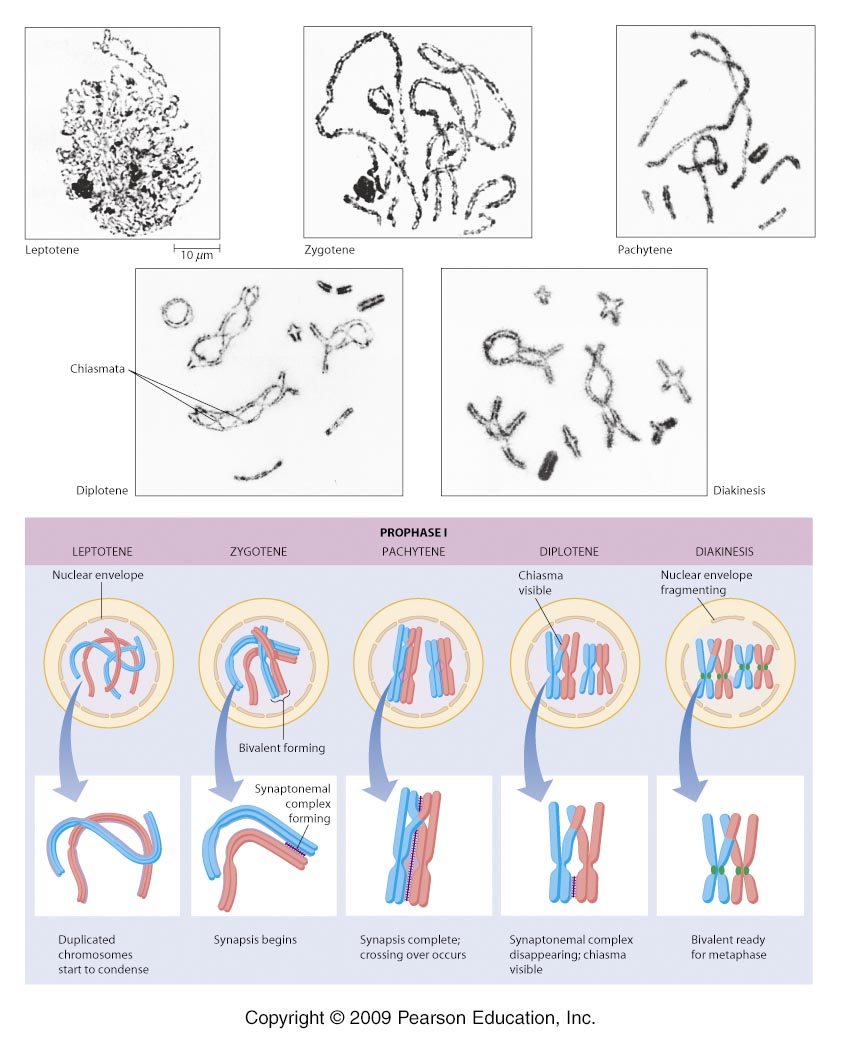 Leptotene
10 µm
Zygotene
Pachytene
Chiasmata
Diplotene
Diakinesis
PROPHASE I
LEPTOTENE
ZYGOTENE
PACHYTENE
DIPLOTENE
DIAKINESIS
Nuclear envelope
Chiasma
visible
Nuclear envelope
fragmenting
Bivalent forming
Synaptonemal
complex
forming
Duplicated
chromosomes
start to condense
Synapsis begins
Synapsis complete;
crossing over occurs
Synaptonemal complex
disappearing; chiasma
visible
Bivalent ready
for metaphase
Copyright © 2009 Pearson Education, Inc.